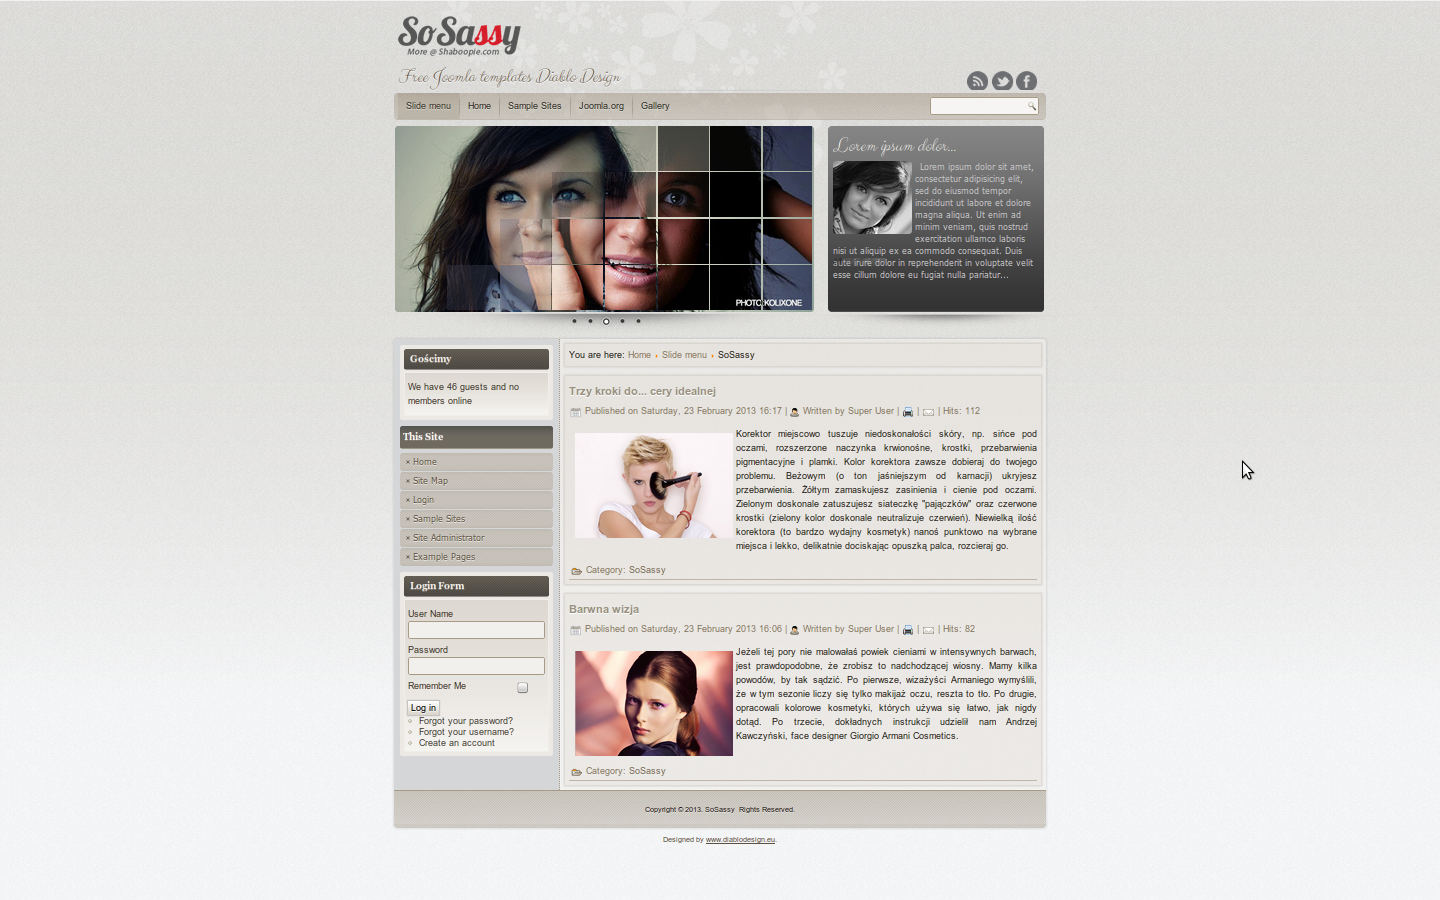 SoSassy
More @ Shaboopie.com
Free Joomla templates Diablo Design
Slide menu Home Sample Sites Joomla.org Gallery
PHOTO:KOLIXONE
Lorem ipsum dolor...
Lorem ipsum dolor sit amet,
consectetur adipisicing elit,
sed do eiusmod tempor
incididunt ut labore et dolore
magna aliqua. Ut enim ad
minim veniam, quis nostrud
exercitation ullamco laboris
nisi ut aliquip ex ea commodo consequat. Duis
aute irure dolor in reprehenderit in voluptate velit
esse cillum dolore eu fugiat nulla pariatur...
Gościmy
We have 46 guests and no
members online
This Site
× Home
× Site Map
× Login
× Sample Sites
× Site Administrator
× Example Pages
Login Form
User Name
Password
Remember Me
Log in
Forgot your password?
Forgot your username?
Create an account
You are here: Home › Slide menu › SoSassy
Trzy kroki do... cery idealnej
Published on Saturday, 23 February 2013 16:17 | Written by Super User | | | Hits: 112
Korektor miejscowo tuszuje niedoskonałości skóry, np. sińce pod
oczami, rozszerzone naczynka krwionośne, krostki, przebarwienia
pigmentacyjne i plamki. Kolor korektora zawsze dobieraj do twojego
problemu. Beżowym (o ton jaśniejszym od karnacji) ukryjesz
przebarwienia. Żółtym zamaskujesz zasinienia i cienie pod oczami.
Zielonym doskonale zatuszujesz siateczkę "pajączków" oraz czerwone
krostki (zielony kolor doskonale neutralizuje czerwień). Niewielką ilość
korektora (to bardzo wydajny kosmetyk) nanoś punktowo na wybrane
miejsca i lekko, delikatnie dociskając opuszką palca, rozcieraj go.
Category: SoSassy
Barwna wizja
Published on Saturday, 23 February 2013 16:06 | Written by Super User | | | Hits: 82
Jeżeli tej pory nie malowałaś powiek cieniami w intensywnych barwach,
jest prawdopodobne, że zrobisz to nadchodzącej wiosny. Mamy kilka
powodów, by tak sądzić. Po pierwsze, wizażyści Armaniego wymyślili,
że w tym sezonie liczy się tylko makijaż oczu, reszta to tło. Po drugie,
opracowali kolorowe kosmetyki, których używa się łatwo, jak nigdy
dotąd. Po trzecie, dokładnych instrukcji udzielił nam Andrzej
Kawczyński, face designer Giorgio Armani Cosmetics.
Category: SoSassy
Copyright © 2013. SoSassy Rights Reserved.
Designed by www.diablodesign.eu.